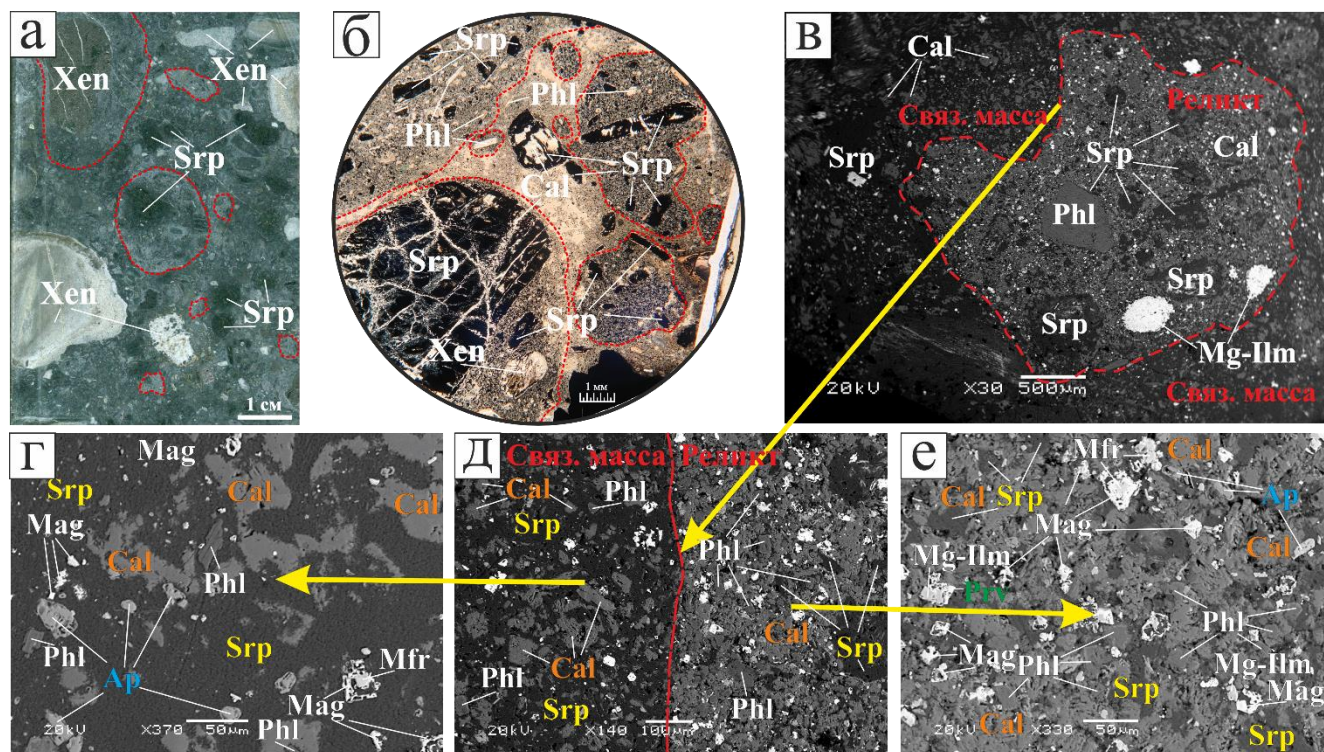 а
Xen
Xen
Srp
Xen
Srp
1 см
б
Srp
Phl
Phl
Cal
Srp
Srp
Srp
Xen
1 мм
в
Cal
Связ. масса
Реликт
Srp
Srp
Cal
Phl
Srp
Srp
Mg-Ilm
20kV
X30
500µm
Связ. масса
г
Mag
Srp
Cal
Cal
Mag
Cal
Phl
Srp
Phl
Ap
Mfr
Mag
20kV
X370
50µm
Phl
д
Связ. масса
Реликт
Cal
Phl
Srp
Phl
Cal
Srp
Phl
Cal
Srp
Phl
20kV
X140
100µm
е
Mfr
Cal
Cal
Srp
Ap
Mag
Cal
Mg-Ilm
Prv
Phl
Mag
Phl
Mg-Ilm
Srp
Mag
Cal
20kV
X330
50µm
Srp